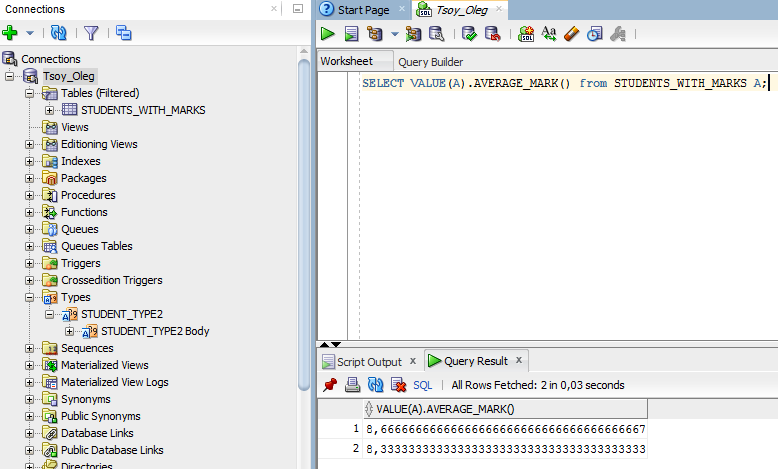 Connections
Connections
Tsoy_Oleg
Tables (Filtered)
STUDENTS_WITH_MARKS
Views
Editioning Views
Indexes
Packages
Procedures
Functions
Queues
Queues Tables
Triggers
Crossedition Triggers
Types
STUDENT_TYPE2
STUDENT_TYPE2 Body
Sequences
Materialized Views
Materialized View Logs
Synonyms
Public Synonyms
Database Links
Public Database Links
Directories
Start Page
Tsoy_Oleg
Worksheet
Query Builder
SELECT VALUE(A).AVERAGE_MARK() from STUDENTS_WITH_MARKS A;
Script Output
Query Result
SQL
All Rows Fetched: 2 in 0,03 seconds
VALUE(A).AVERAGE_MARK()
1 8,66666666666666666666666666666666666667
2 8,33333333333333333333333333333333333333